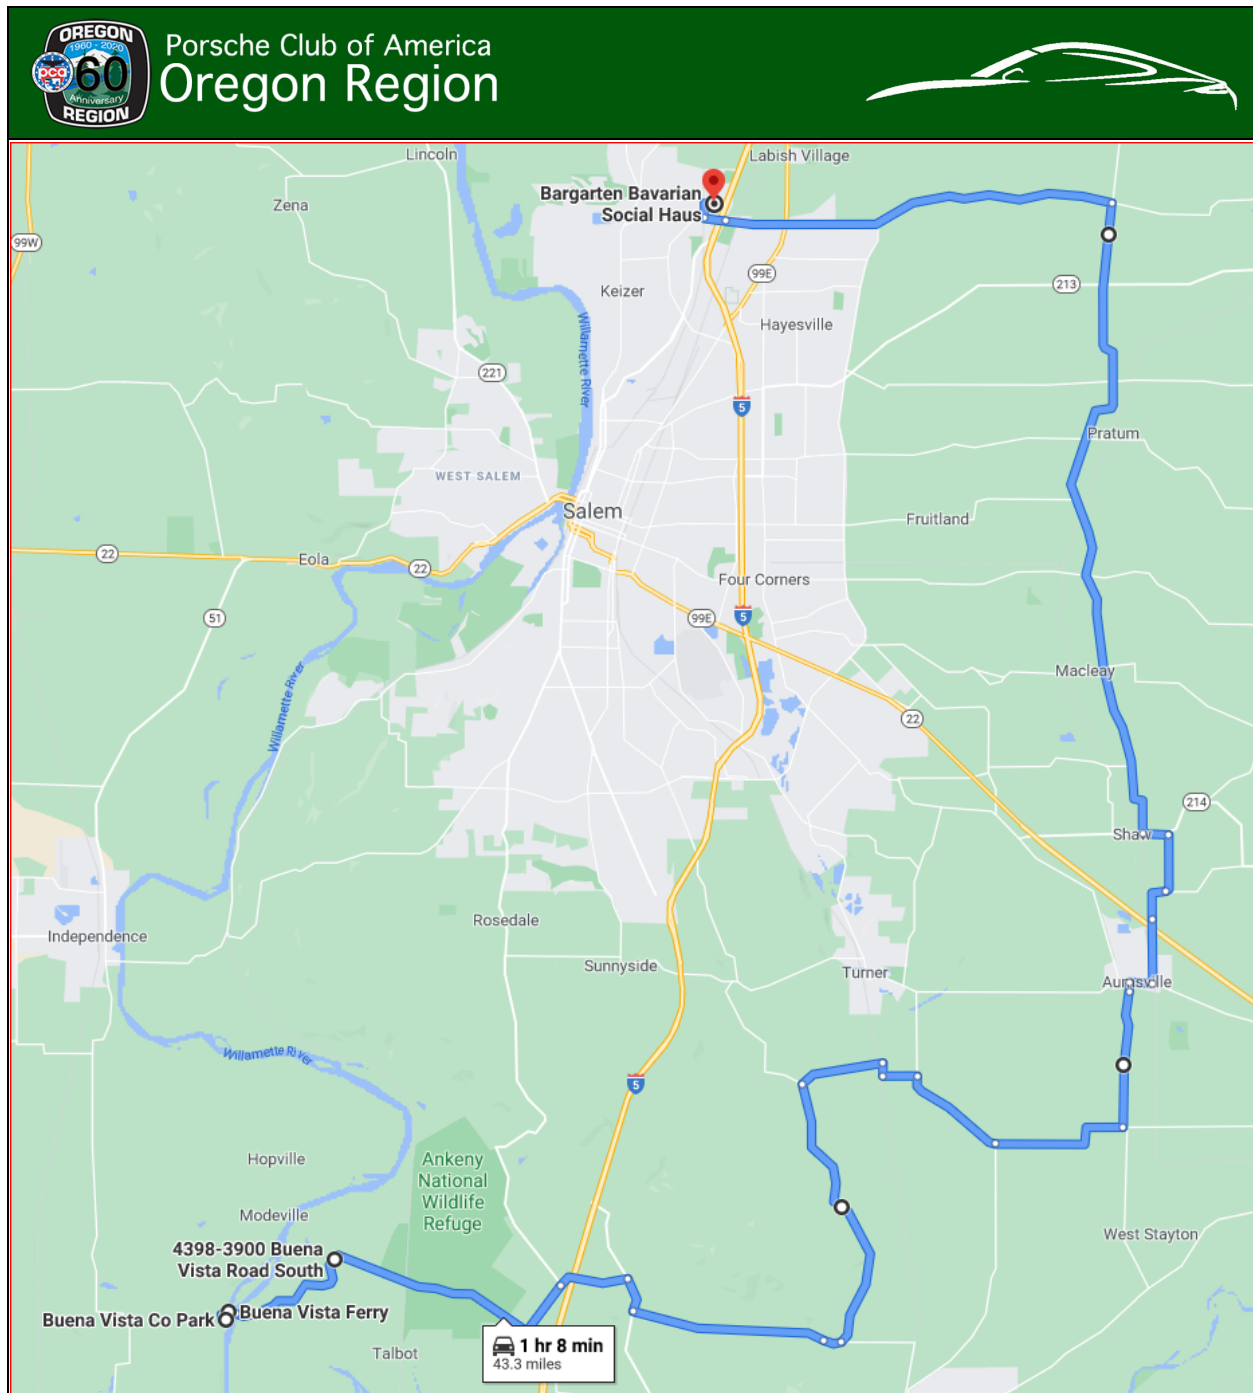 OREGON
1960 - 2020
pca
60
Anniversary
REGION
Porsche Club of America
Oregon Region
Lincoln
Labish Village
Zena
Bargarten Bavarian
Social Haus
99W
99E
213
Keizer
Willamette River
Hayesville
221
5
Pratum
WEST SALEM
Salem
Fruitland
22
Eola
22
Four Corners
51
99E
5
Willamette River
Macleay
22
214
Shaw
Rosedale
Independence
Sunnyside
Turner
Aumsville
Willamette River
5
Hopville
Ankeny
National
Wildlife
Refuge
Modeville
West Stayton
4398-3900 Buena
Vista Road South
Buena Vista Ferry
Buena Vista Co Park
Talbot
1 hr 8 min
43.3 miles